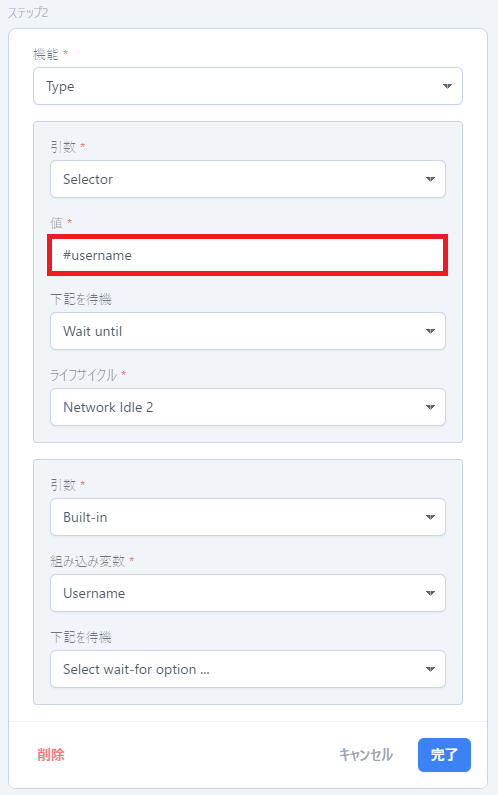 ステップ2
機能 *
Type
引数 *
Selector
値 *
#username
下記を待機
Wait until
ライフサイクル *
Network Idle 2
引数 *
Built-in
組み込み変数 *
Username
下記を待機
Select wait-for option ...
削除 キャンセル 完了